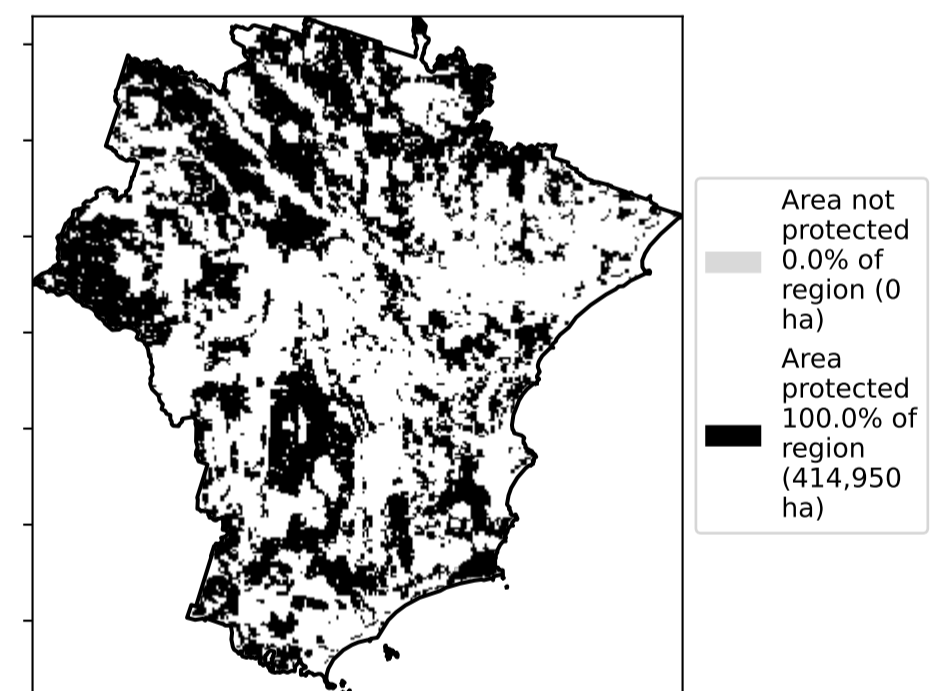 Area not
protected
0.0% of
region (0
ha)
Area
protected
100.0% of
region
(414,950
ha)